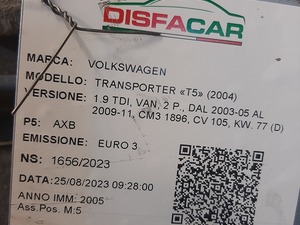 DISFACAR
MARCA: VOLKSWAGEN
MODELLO: TRANSPORTER «T5» (2004)
VERSIONE: 1.9 TDI, VAN, 2 P., DAL 2003-05 AL
2009-11, CM3 1896, CV 105, KW. 77 (D)
P5: AXB
EMISSIONE: EURO 3
NS: 1656/2023
DATA:25/08/2023 09:28:00
ANNO IMM: 2005
Ass.Pos. M:5